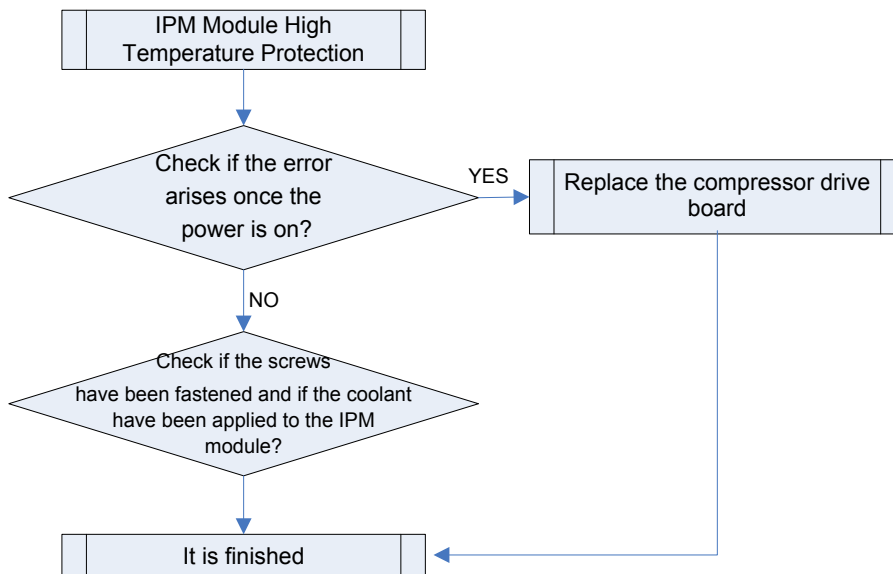 IPM Module High
Temperature Protection
Check if the error
arises once the
power is on?
YES
Replace the compressor drive
board
NO
Check if the screws
have been fastened and if the coolant
have been applied to the IPM
module?
It is finished